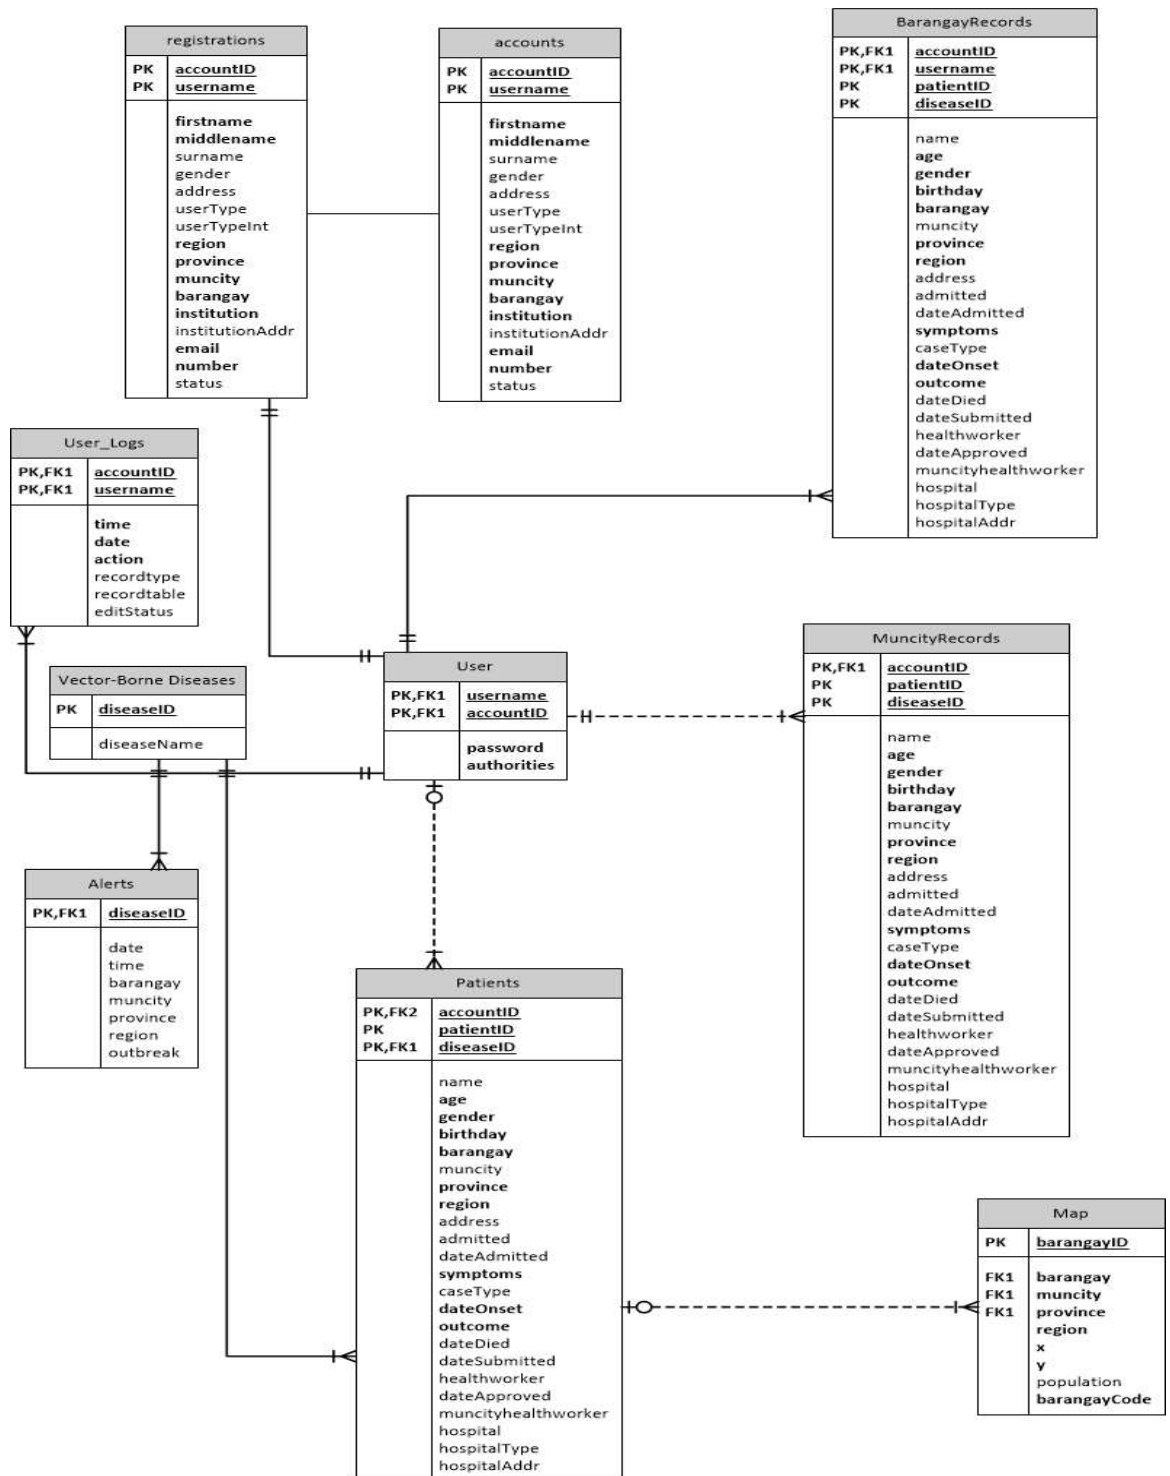 registrations
PK accountID
PK username
firstname
middlename
surname
gender
address
userType
userTypeInt
region
province
muncity
barangay
institution
institutionAddr
email
number
status
accounts
PK accountID
PK username
firstname
middlename
surname
gender
address
userType
userTypeInt
region
province
muncity
barangay
institution
institutionAddr
email
number
status
BarangayRecords
PK,FK1 accountID
PK,FK1 username
PK patientID
PK diseaseID
name
age
gender
birthday
barangay
muncity
province
region
address
admitted
dateAdmitted
symptoms
caseType
dateOnset
outcome
dateDied
dateSubmitted
healthworker
dateApproved
muncityhealthworker
hospital
hospitalType
hospitalAddr
User_Logs
PK,FK1 accountID
PK,FK1 username
time
date
action
recordtype
recordtable
editStatus
Vector-Borne Diseases
PK diseaseID
diseaseName
User
PK,FK1 username
PK,FK1 accountID
password
authorities
MuncityRecords
PK,FK1 accountID
PK patientID
PK diseaseID
name
age
gender
birthday
barangay
muncity
province
region
address
admitted
dateAdmitted
symptoms
caseType
dateOnset
outcome
dateDied
dateSubmitted
healthworker
dateApproved
muncityhealthworker
hospital
hospitalType
hospitalAddr
Alerts
PK,FK1 diseaseID
date
time
barangay
muncity
province
region
outbreak
Patients
PK,FK2 accountID
PK patientID
PK,FK1 diseaseID
name
age
gender
birthday
barangay
muncity
province
region
address
admitted
dateAdmitted
symptoms
caseType
dateOnset
outcome
dateDied
dateSubmitted
healthworker
dateApproved
muncityhealthworker
hospital
hospitalType
hospitalAddr
Map
PK barangayID
FK1 barangay
FK1 muncity
FK1 province
region
x
y
population
barangayCode